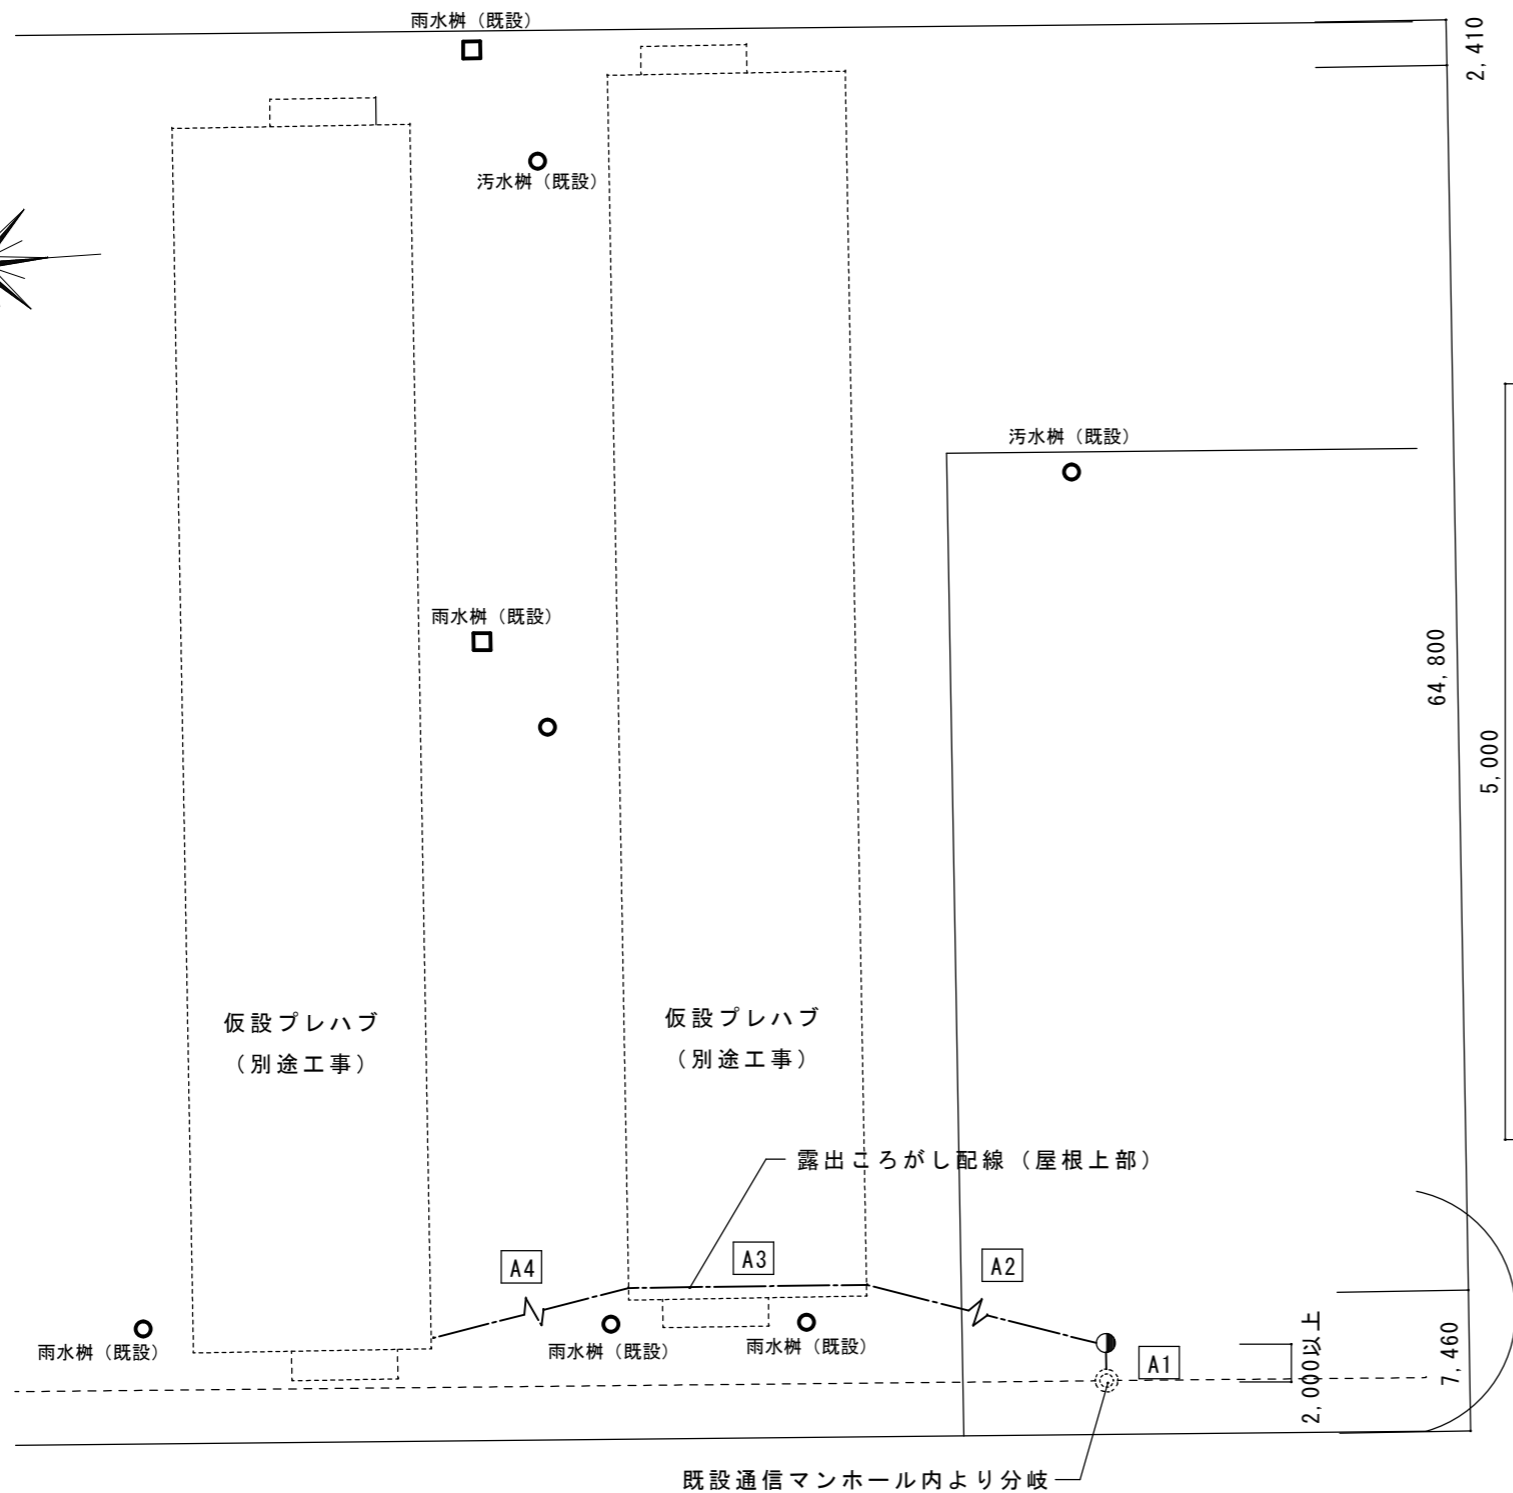 雨水桝（既設）
2,410
汚水桝（既設）
汚水桝（既設）
雨水桝（既設）
64,800
5,000
仮設プレハブ
（別途工事）
仮設プレハブ
（別途工事）
露出ころがし配線（屋根上部）
A4
A3
A2
雨水桝（既設）
雨水桝（既設）
雨水桝（既設）
A1
2,000以上
7,460
既設通信マンホール内より分岐